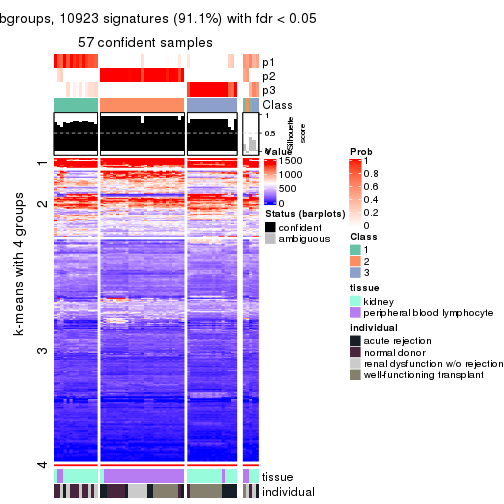 bgroups, 10923 signatures (91.1%) with fdr < 0.05
57 confident samples
p1
p2
p3
Class
1
0.5
0
Silhouette
score
k-means with 4 groups
1
2
3
4
tissue
individual
Value
1500
1000
500
0
Status (barplots)
confident
ambiguous
Prob
1
0.8
0.6
0.4
0.2
0
Class
1
2
3
tissue
kidney
peripheral blood lymphocyte
individual
acute rejection
normal donor
renal dysfunction w/o rejection
well-functioning transplant